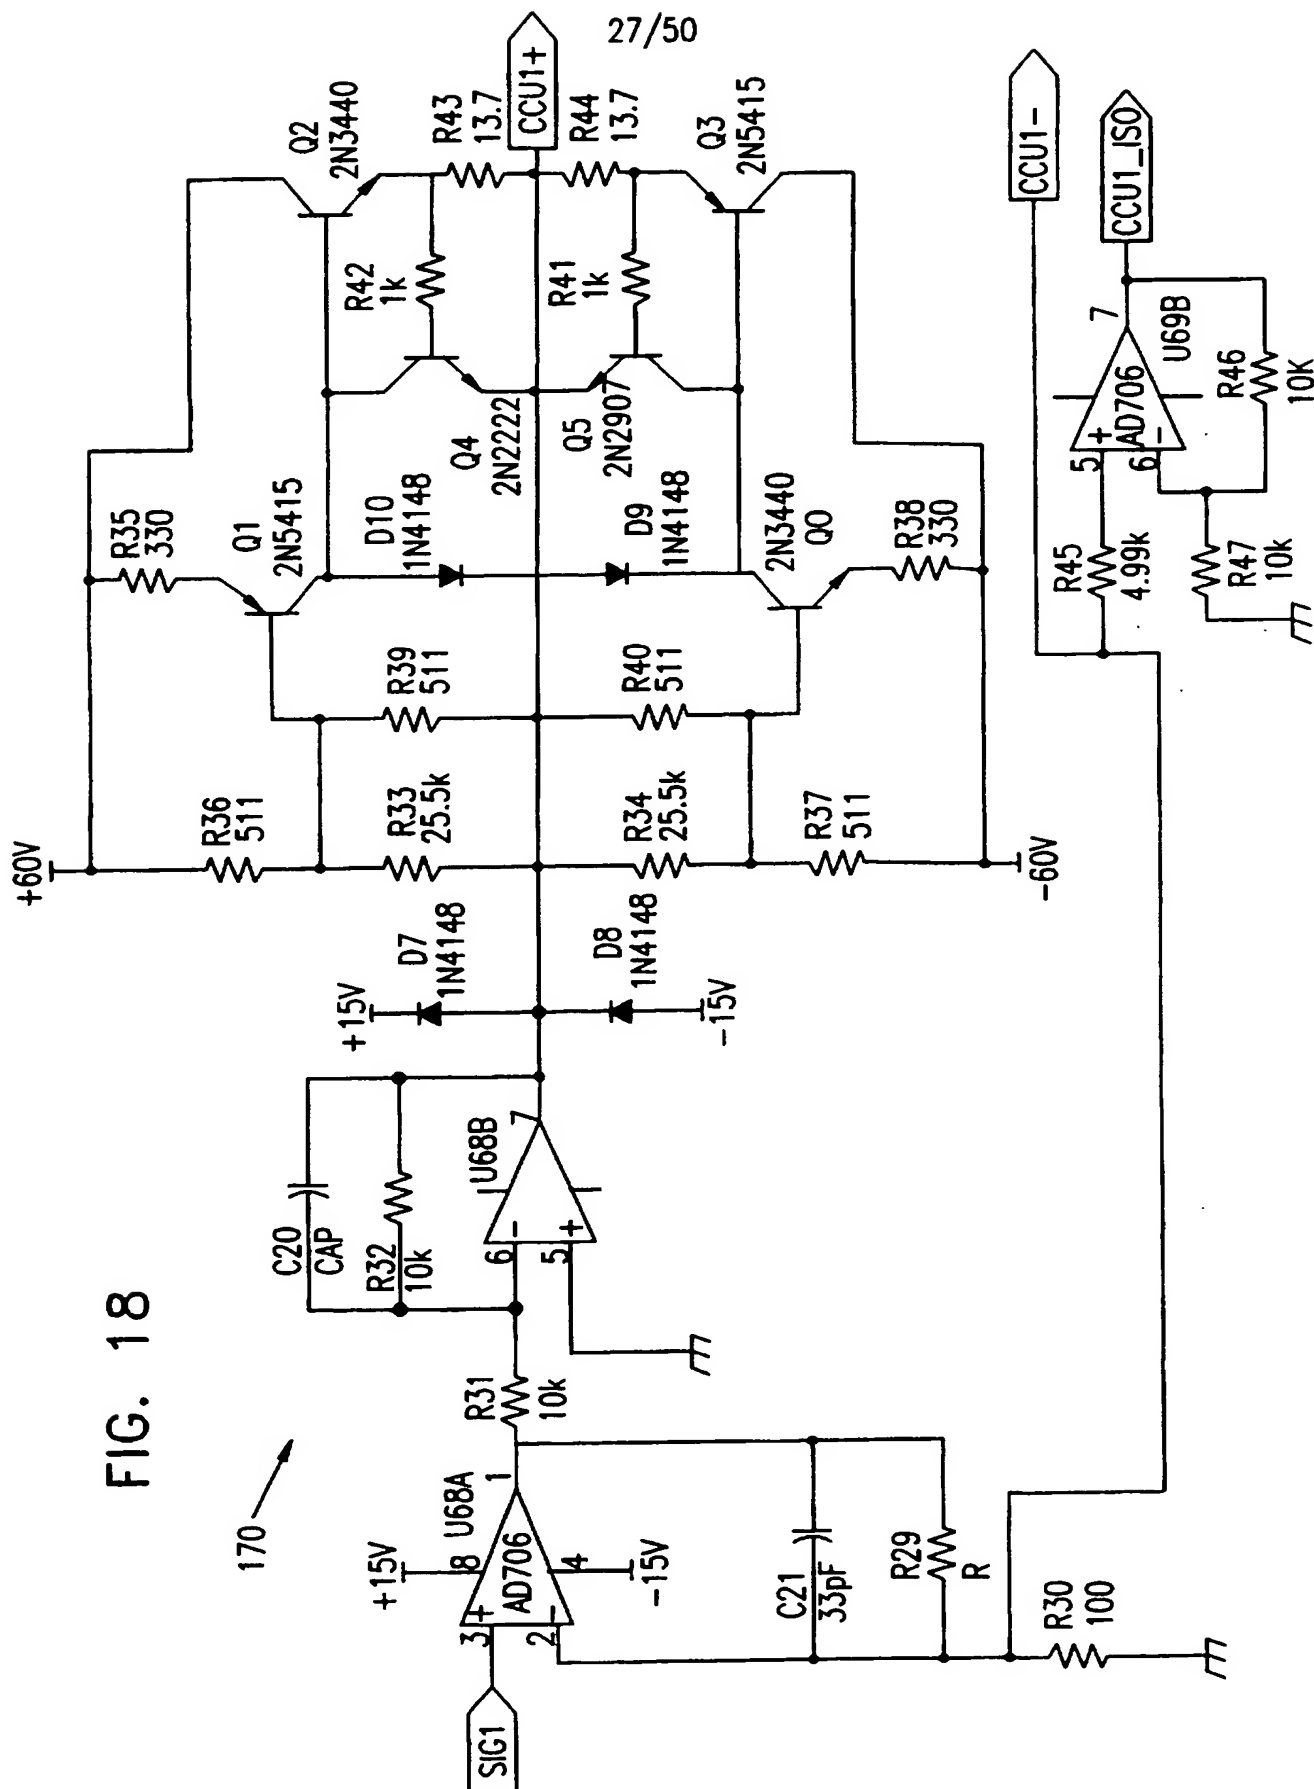 27/50
FIG. 18
170
SIG1
+15V
U68A
3
+
8
1
AD706
2
-
4
-15V
R31
10k
C21
33pF
R29
R
R30
100
C20
CAP
R32
10k
U68B
6
-
7
5
+
+15V
D7
1N4148
D8
1N4148
-15V
+60V
R36
511
R33
25.5k
R34
25.5k
R37
511
-60V
R39
511
R40
511
R35
330
Q1
2N5415
D10
1N4148
D9
1N4148
2N3440
Q0
R38
330
Q4
2N2222
Q5
2N2907
R42
1k
R41
1k
Q2
2N3440
R43
13.7
CCU1+
R44
13.7
Q3
2N5415
CCU1-
R45
4.99k
R47
10k
5
+
AD706
6
-
7
U69B
R46
10K
CCU1_ISO